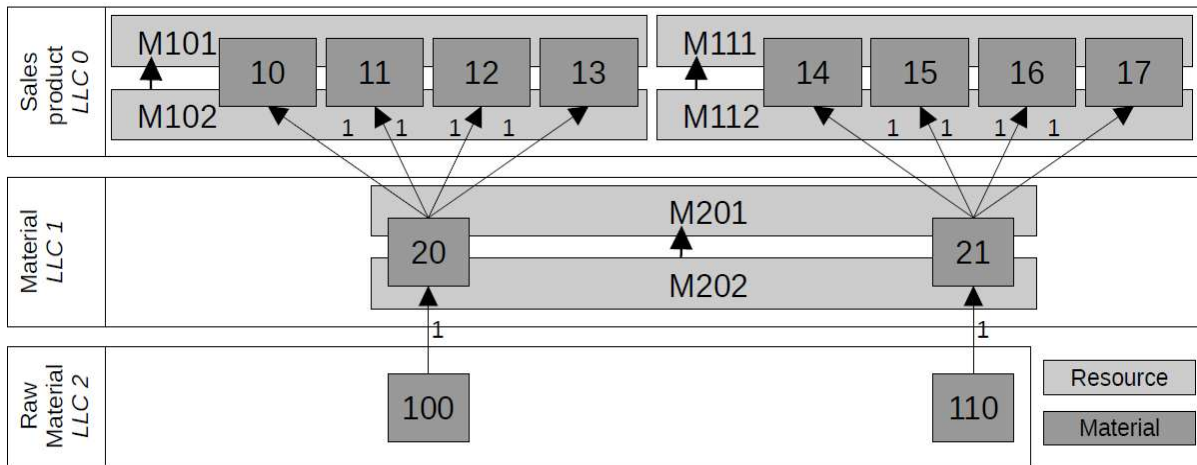 Sales
product
LLC 0
M101
10
11
12
13
M102
1
1
1
1
M111
14
15
16
17
M112
1
1
1
1
Material
LLC 1
M201
20
21
M202
1
1
Raw
Material
LLC 2
100
110
Resource
Material